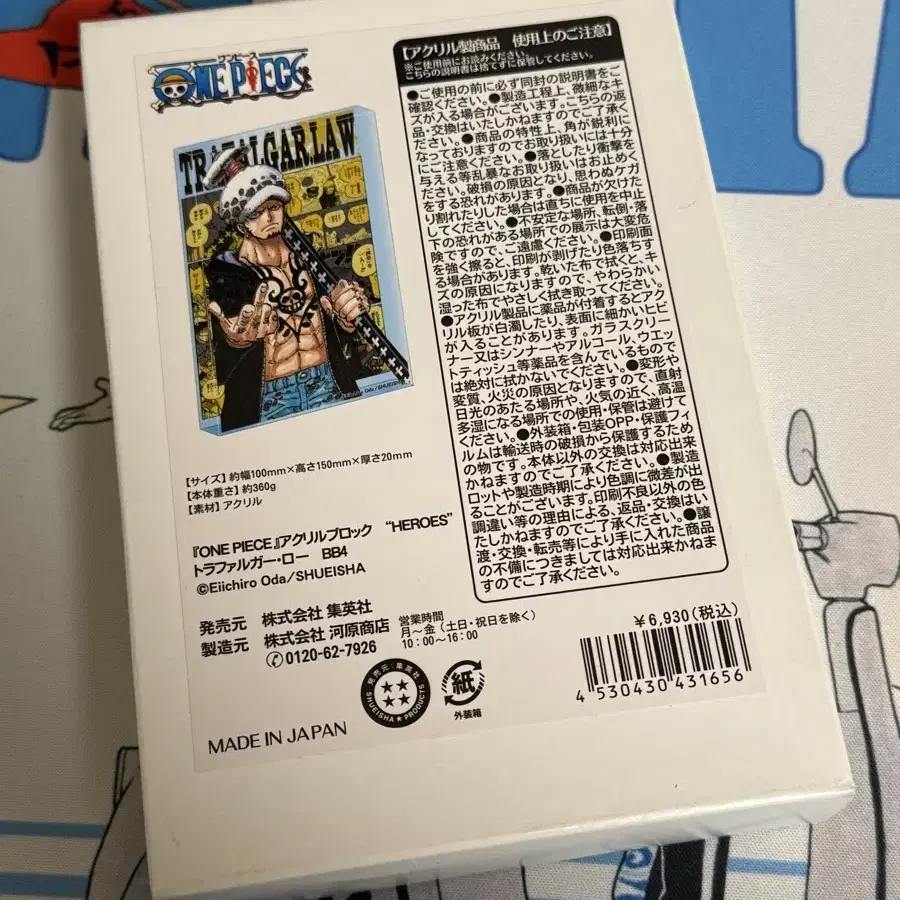 ワンピース
ONE PIECE
TRAFALGAR.LAW
©Eiichiro Oda/SHUEISHA
【サイズ】約幅100mm×高さ150mm×厚さ20mm
【本体重さ】約360g
【素材】アクリル
『ONE PIECE』アクリルブロック “HEROES”
トラファルガー・ロー BB4
©Eiichiro Oda/SHUEISHA
発売元 株式会社 集英社
製造元 株式会社 河原商店
0120-62-7926
営業時間
月～金（土日・祝日を除く）
10:00～16:00
発売元:集英社
SHUEISHA★PRODUCTS
紙
外装箱
MADE IN JAPAN
【アクリル製商品 使用上のご注意】
※ご使用前にお読みください。
こちらの説明書は捨てずに保管してください。
●ご使用の前に必ず同封の説明書をご
確認ください。●製造工程上、微細なキ
ズが入る場合がございます。こちらの返
品・交換はいたしかねますのでご了承く
ださい。●商品の特性上、角が鋭利に
なっておりますのでお取り扱いには十分
にご注意ください。●落としたり衝撃を
与える等乱暴なお取り扱いはお止めく
ださい。破損の原因となり、思わぬケガ
をする恐れがあります。●商品が欠けた
り割れたりした場合は直ちに使用を中止
してください。●不安定な場所、転倒・落
下の恐れがある場所での展示は大変危
険ですので、ご遠慮ください。●印刷面
を強く擦ると、印刷が剥げたり色落ちす
る場合があります。乾いた布で拭くと、キ
ズの原因になりますので、やわらかい
湿った布でやさしく拭き取ってください。
●アクリル製品に薬品が付着するとアク
リル板が白濁したり、表面に細かいヒビ
が入ることがあります。ガラスクリー
ナー又はシンナーやアルコール、ウエッ
トティッシュ等薬品を含んでいるもので
は絶対に拭かないでください。●変形や
変質、火災の原因となりますので、直射
日光のあたる場所や、火気の近く、高温
多湿になる場所での使用・保管は避けて
ください。●外装箱・包装OPP・保護フィ
ルムは輸送時の破損から保護するため
の物です。本体以外の交換は対応出来
かねますのでご了承ください。●製造
ロットや製造時期により色調に微差が出
ることがございます。印刷不良以外の色
調違い等の理由による、返品・交換はい
たしかねますのでご了承ください。●譲
渡・交換・転売等により手に入れた商品
の不備につきましては対応出来かねま
すのでご了承ください。
￥6,930(税込)
4 530430 431656